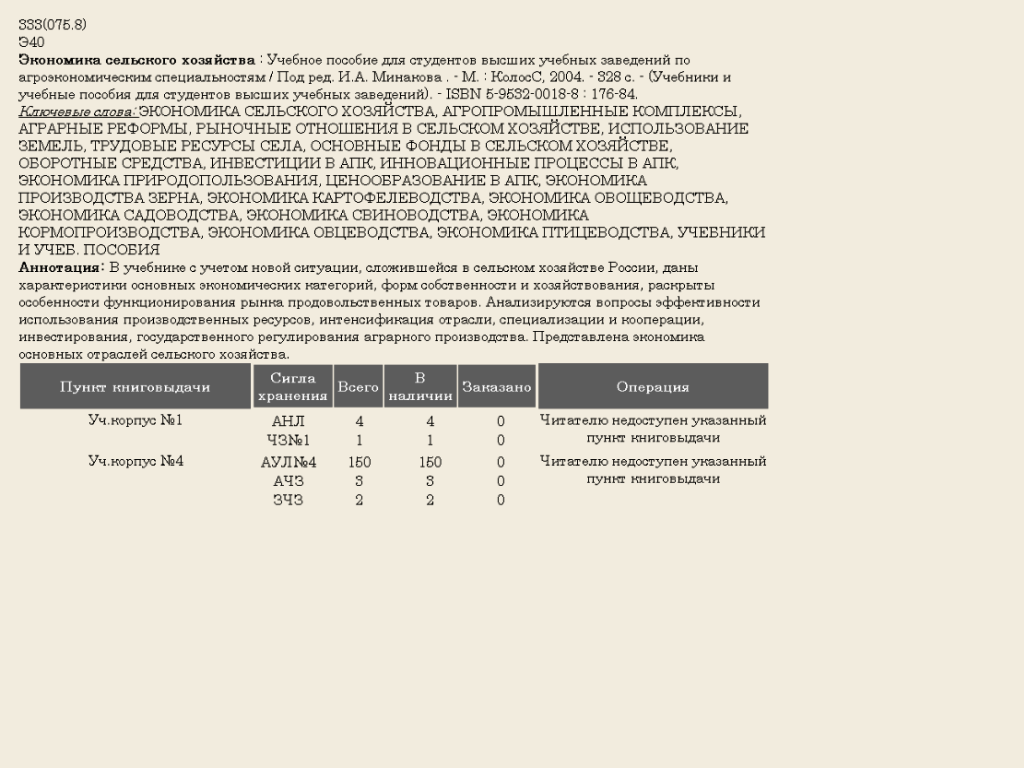 333(075.8)
Э40
Экономика сельского хозяйства : Учебное пособие для студентов высших учебных заведений по
агроэкономическим специальностям / Под ред. И.А. Минакова . - М. : КолосС, 2004. - 328 с. - (Учебники и
учебные пособия для студентов высших учебных заведений). - ISBN 5-9532-0018-8 : 176-84.
Ключевые слова: ЭКОНОМИКА СЕЛЬСКОГО ХОЗЯЙСТВА, АГРОПРОМЫШЛЕННЫЕ КОМПЛЕКСЫ,
АГРАРНЫЕ РЕФОРМЫ, РЫНОЧНЫЕ ОТНОШЕНИЯ В СЕЛЬСКОМ ХОЗЯЙСТВЕ, ИСПОЛЬЗОВАНИЕ
ЗЕМЕЛЬ, ТРУДОВЫЕ РЕСУРСЫ СЕЛА, ОСНОВНЫЕ ФОНДЫ В СЕЛЬСКОМ ХОЗЯЙСТВЕ,
ОБОРОТНЫЕ СРЕДСТВА, ИНВЕСТИЦИИ В АПК, ИННОВАЦИОННЫЕ ПРОЦЕССЫ В АПК,
ЭКОНОМИКА ПРИРОДОПОЛЬЗОВАНИЯ, ЦЕНООБРАЗОВАНИЕ В АПК, ЭКОНОМИКА
ПРОИЗВОДСТВА ЗЕРНА, ЭКОНОМИКА КАРТОФЕЛЕВОДСТВА, ЭКОНОМИКА ОВОЩЕВОДСТВА,
ЭКОНОМИКА САДОВОДСТВА, ЭКОНОМИКА СВИНОВОДСТВА, ЭКОНОМИКА
КОРМОПРОИЗВОДСТВА, ЭКОНОМИКА ОВЦЕВОДСТВА, ЭКОНОМИКА ПТИЦЕВОДСТВА, УЧЕБНИКИ
И УЧЕБ. ПОСОБИЯ
Аннотация: В учебнике с учетом новой ситуации, сложившейся в сельском хозяйстве России, даны
характеристики основных экономических категорий, форм собственности и хозяйствования, раскрыты
особенности функционирования рынка продовольственных товаров. Анализируются вопросы эффективности
использования производственных ресурсов, интенсификация отрасли, специализации и кооперации,
инвестирования, государственного регулирования аграрного производства. Представлена экономика
основных отраслей сельского хозяйства.
Пункт книговыдачи Сигла хранения Всего В наличии Заказано Операция
Уч.корпус №1 АНЛ 4 4 0 Читателю недоступен указанный
ЧЗ№1 1 1 0 пункт книговыдачи
Уч.корпус №4 АУЛ№4 150 150 0 Читателю недоступен указанный
АЧЗ 3 3 0 пункт книговыдачи
ЗЧЗ 2 2 0